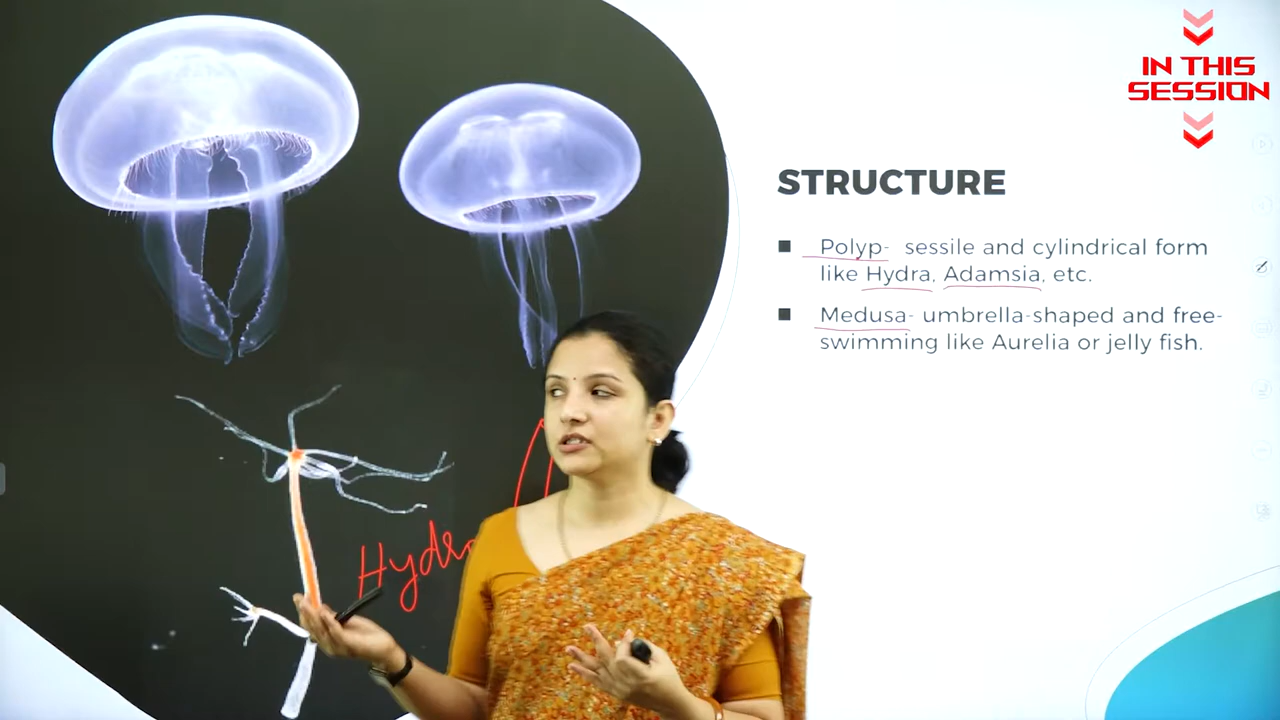 IN THIS
SESSION
STRUCTURE
Polyp- sessile and cylindrical form
like Hydra, Adamsia, etc.
Medusa- umbrella-shaped and free-
swimming like Aurelia or jelly fish.